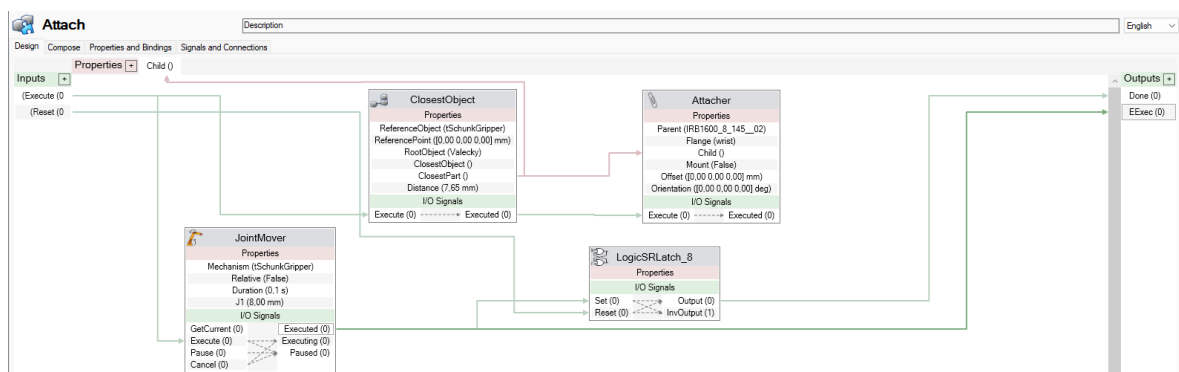 Attach
Description
English
Design Compose Properties and Bindings Signals and Connections
Properties + Child ()
Inputs +
(Execute (0
(Reset (0
Outputs +
Done (0)
EExec (0)
ClosestObject
Properties
ReferenceObject (tSchunkGripper)
ReferencePoint ([0,00 0,00 0,00] mm)
RootObject (Valecky)
ClosestObject ()
ClosestPart ()
Distance (7,65 mm)
I/O Signals
Execute (0) Executed (0)
Attacher
Properties
Parent (IRB1600_8_145__02)
Flange (wrist)
Child ()
Mount (False)
Offset ([0,00 0,00 0,00] mm)
Orientation ([0,00 0,00 0,00] deg)
I/O Signals
Execute (0) Executed (0)
JointMover
Properties
Mechanism (tSchunkGripper)
Relative (False)
Duration (0,1 s)
J1 (8,00 mm)
I/O Signals
GetCurrent (0) Executed (0)
Execute (0) Executing (0)
Pause (0) Paused (0)
Cancel (0)
LogicSRLatch_8
Properties
I/O Signals
Set (0) Output (0)
Reset (0) InvOutput (1)